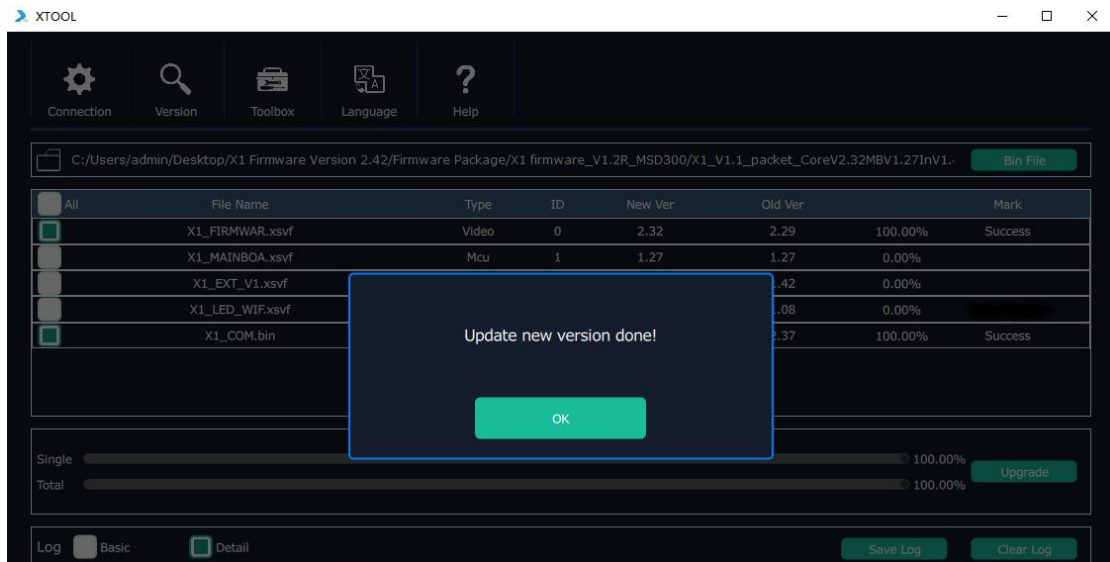 XTOOL
Connection Version Toolbox Language Help
C:/Users/admin/Desktop/X1 Firmware Version 2.42/Firmware Package/X1 firmware_V1.2R_MSD300/X1_V1.1_packet_CoreV2.32MBV1.27InV1. Bin File
All File Name Type ID New Ver Old Ver Mark
X1_FIRMWAR.xsvf Video 0 2.32 2.29 100.00% Success
X1_MAINBOA.xsvf Mcu 1 1.27 1.27 0.00%
X1_EXT_V1.xsvf .42 0.00%
X1_LED_WIF.xsvf .08 0.00%
X1_COM.bin .37 100.00% Success
Update new version done!
OK
Single 100.00%
Upgrade
Total 100.00%
Log Basic Detail Save Log Clear Log